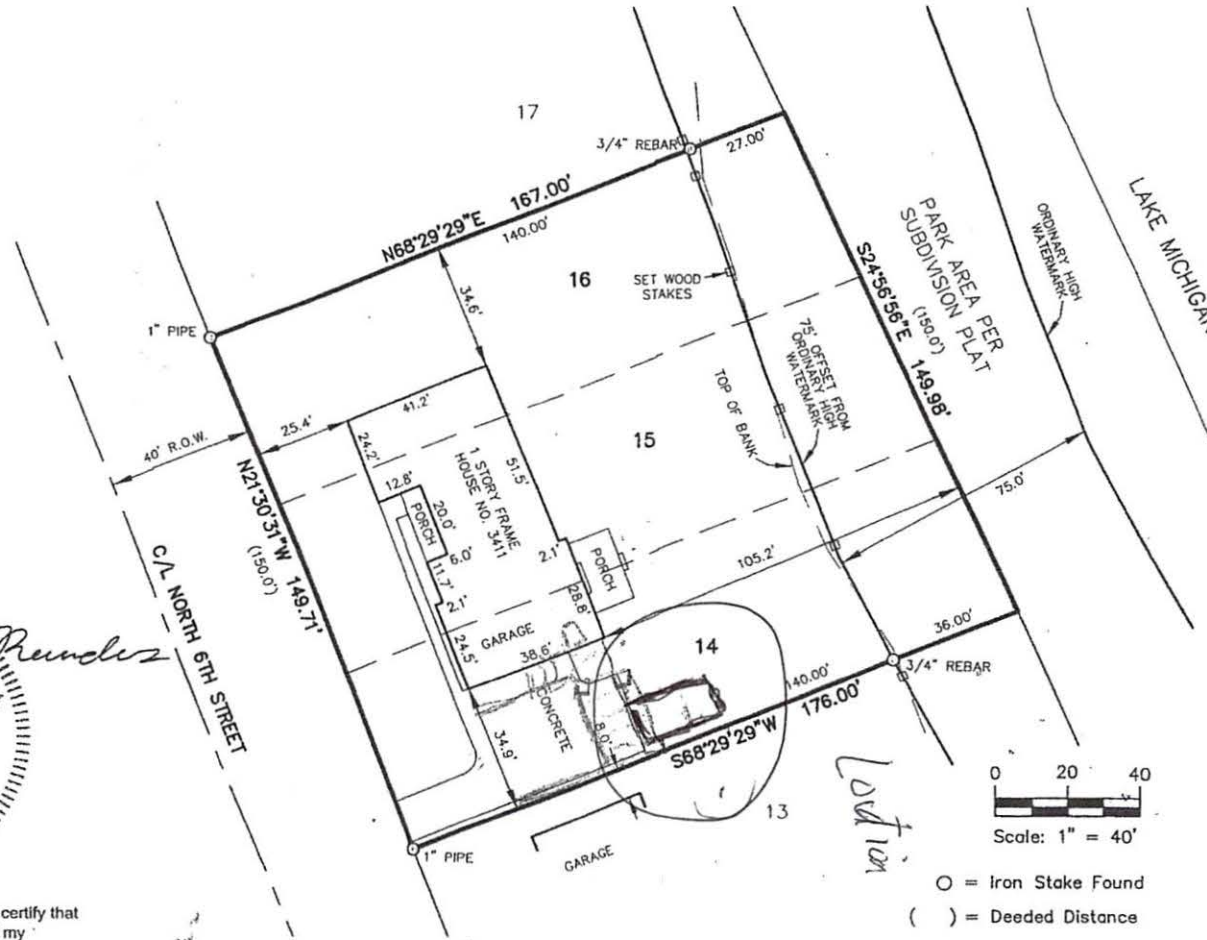 17
3/4" REBAR
27.00'
N68°29'29"E 167.00'
140.00'
LAKE MICHIGAN
ORDINARY HIGH
WATERMARK
PARK AREA PER
SUBDIVISION PLAT
(150.0')
S24°56'56"E 149.98'
16
SET WOOD
STAKES
34.6'
1" PIPE
75' OFFSET FROM
ORDINARY HIGH
WATERMARK
TOP OF BANK
41.2'
25.4'
40' R.O.W.
24.2'
15
12.8'
51.5'
1 STORY FRAME
HOUSE NO. 3411
PORCH
20.0'
6.0'
11.7'
2.1'
N21°30'31"W 149.71'
(150.0')
C/L NORTH 6TH STREET
2.1'
PORCH
28.8'
75.0'
105.2'
GARAGE
24.5'
38.6'
14
36.00'
3/4" REBAR
140.00'
S68°29'29"W 176.00'
CONCRETE
8.0'
34.9'
Location
13
1" PIPE
GARAGE
0 20 40
Scale: 1" = 40'
O = Iron Stake Found
( ) = Deeded Distance
certify that
my